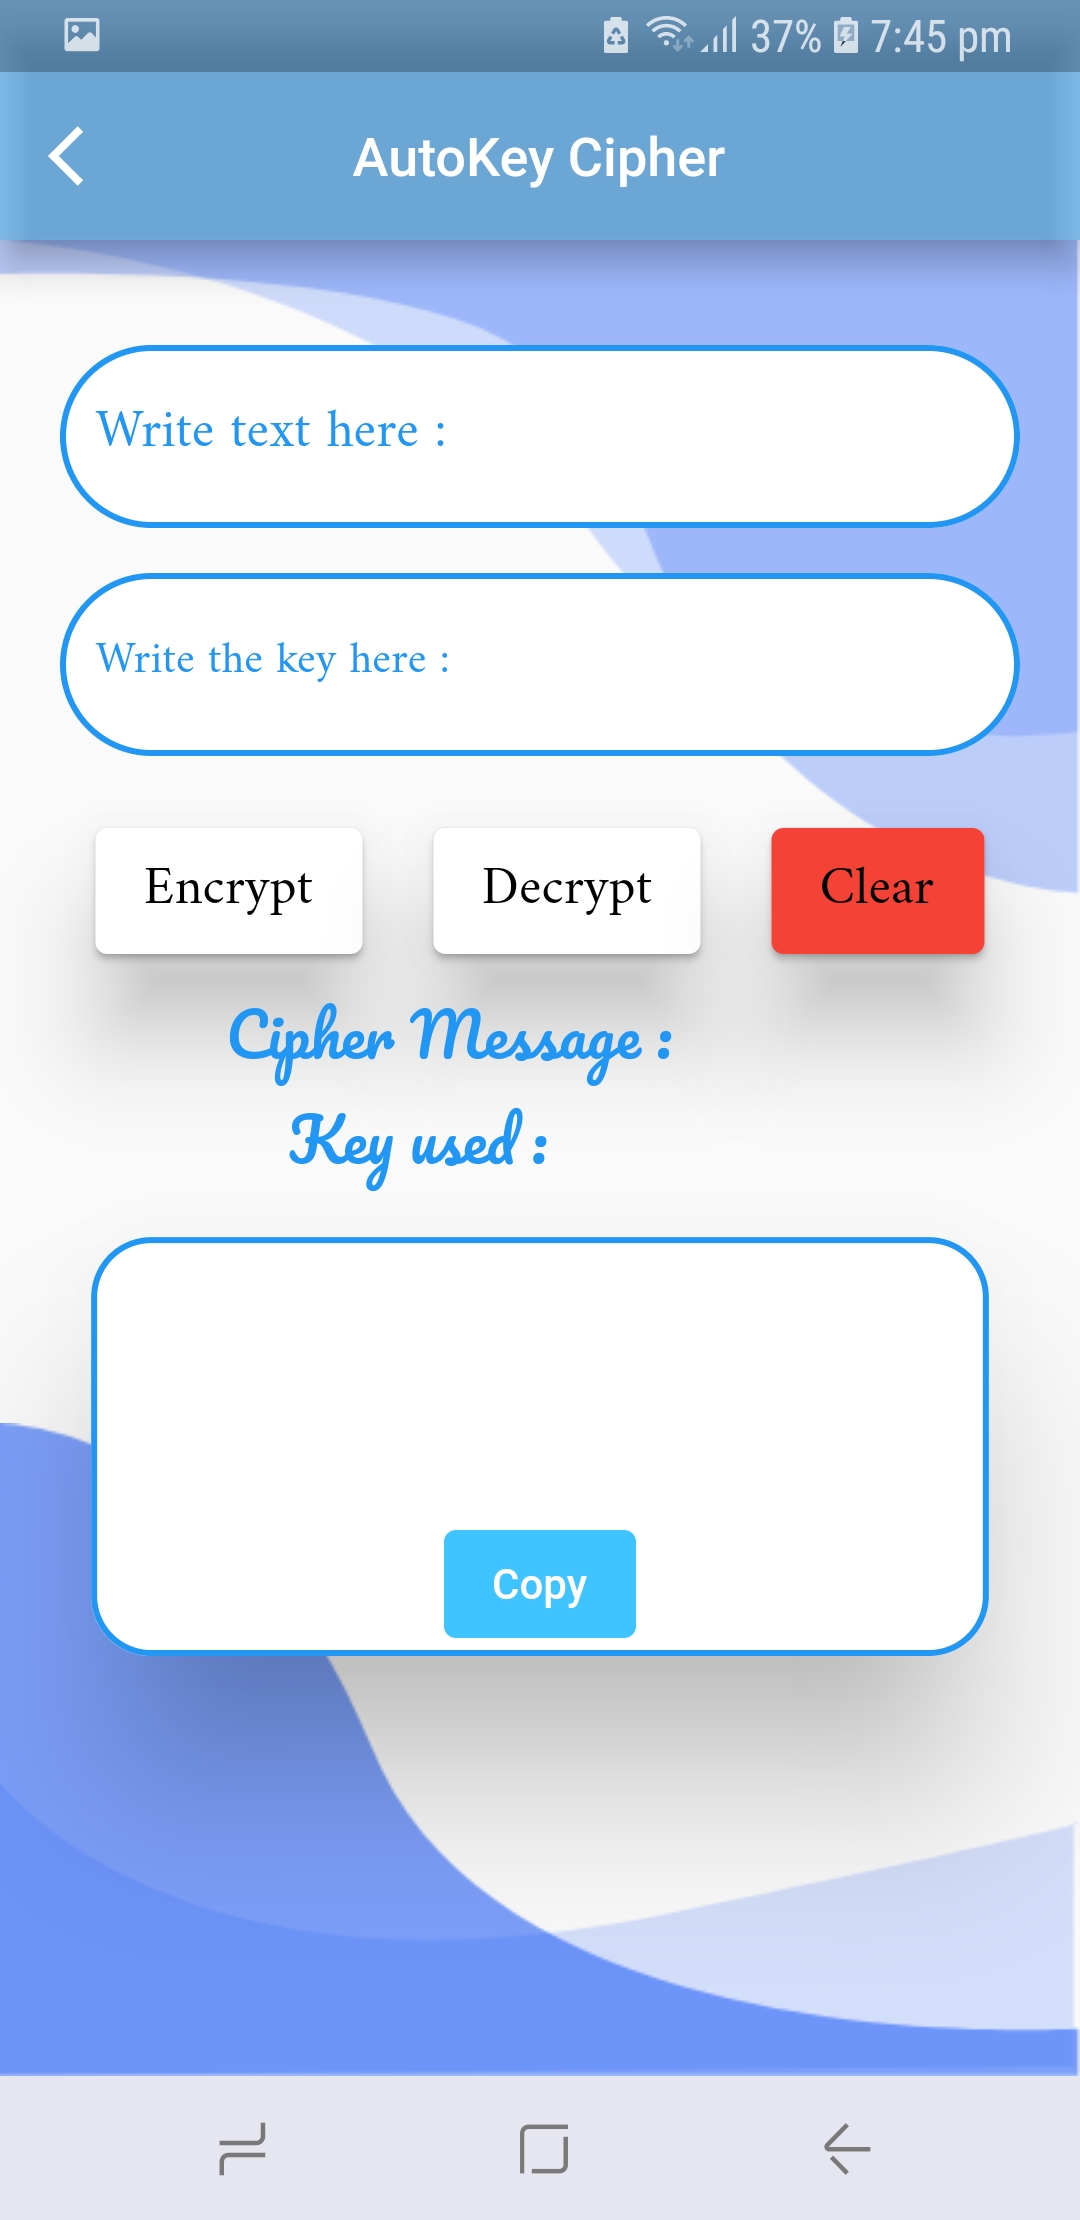 37% 7:45 pm
AutoKey Cipher
Write text here :
Write the key here :
Encrypt Decrypt Clear
Cipher Message :
Key used :
Copy